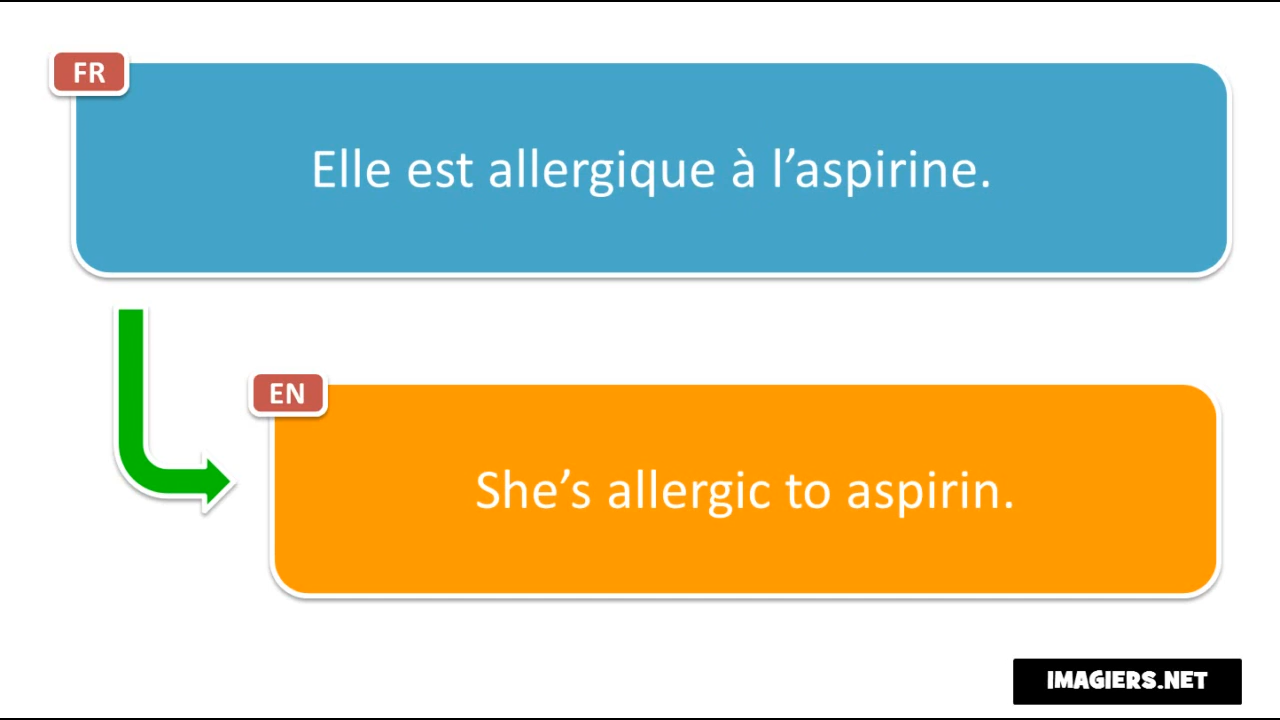 FR
Elle est allergique à l’aspirine.
EN
She’s allergic to aspirin.
IMAGIERS.NET